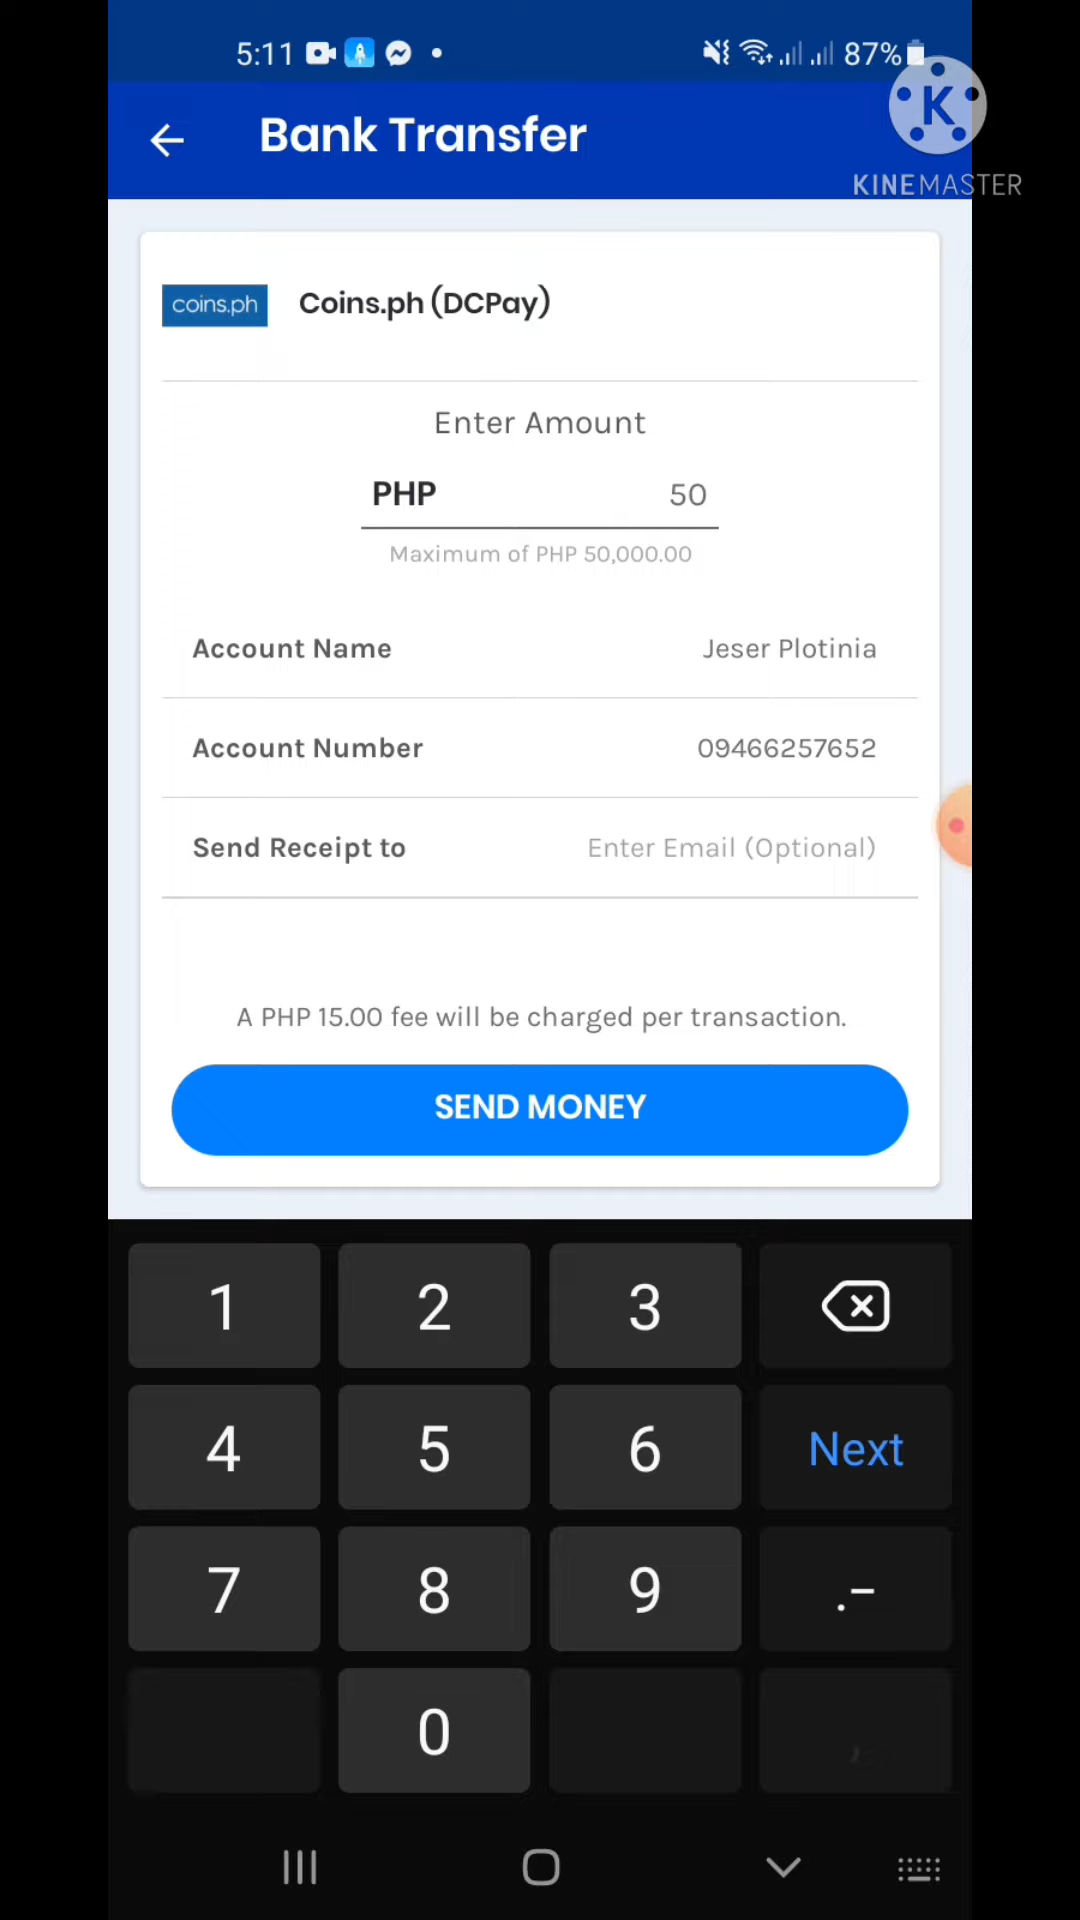 5:11 87%
K
KINEMASTER
Bank Transfer
coins.ph Coins.ph (DCPay)
Enter Amount
PHP 50
Maximum of PHP 50,000.00
Account Name Jeser Plotinia
Account Number 09466257652
Send Receipt to Enter Email (Optional)
A PHP 15.00 fee will be charged per transaction.
SEND MONEY
1 2 3
4 5 6 Next
7 8 9 .-
0